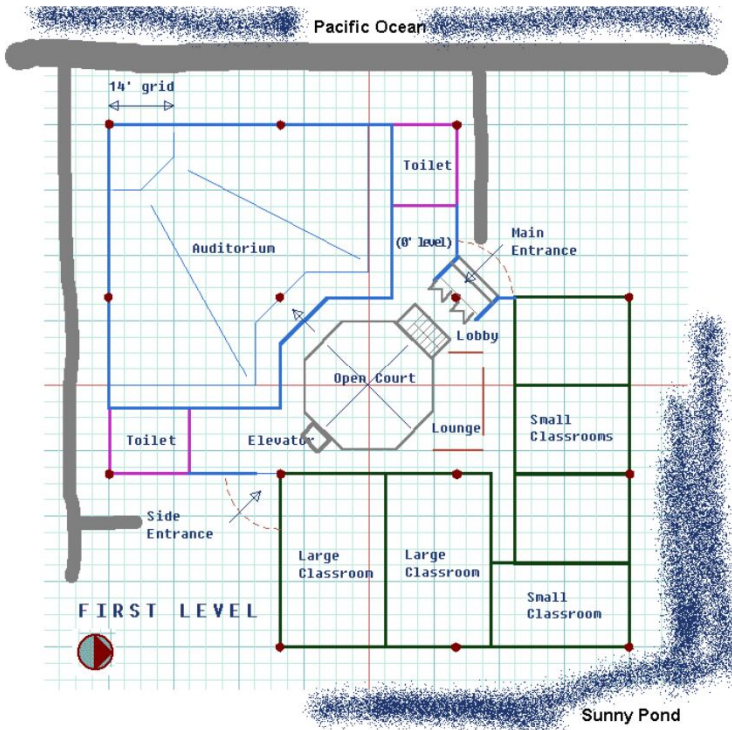 Pacific Ocean
14' grid
Toilet
(0' level)
Main
Entrance
Auditorium
Lobby
Open Court
Small
Classrooms
Lounge
Toilet
Elevator
Side
Entrance
Large
Classroom
Large
Classroom
Small
Classroom
FIRST LEVEL
Sunny Pond